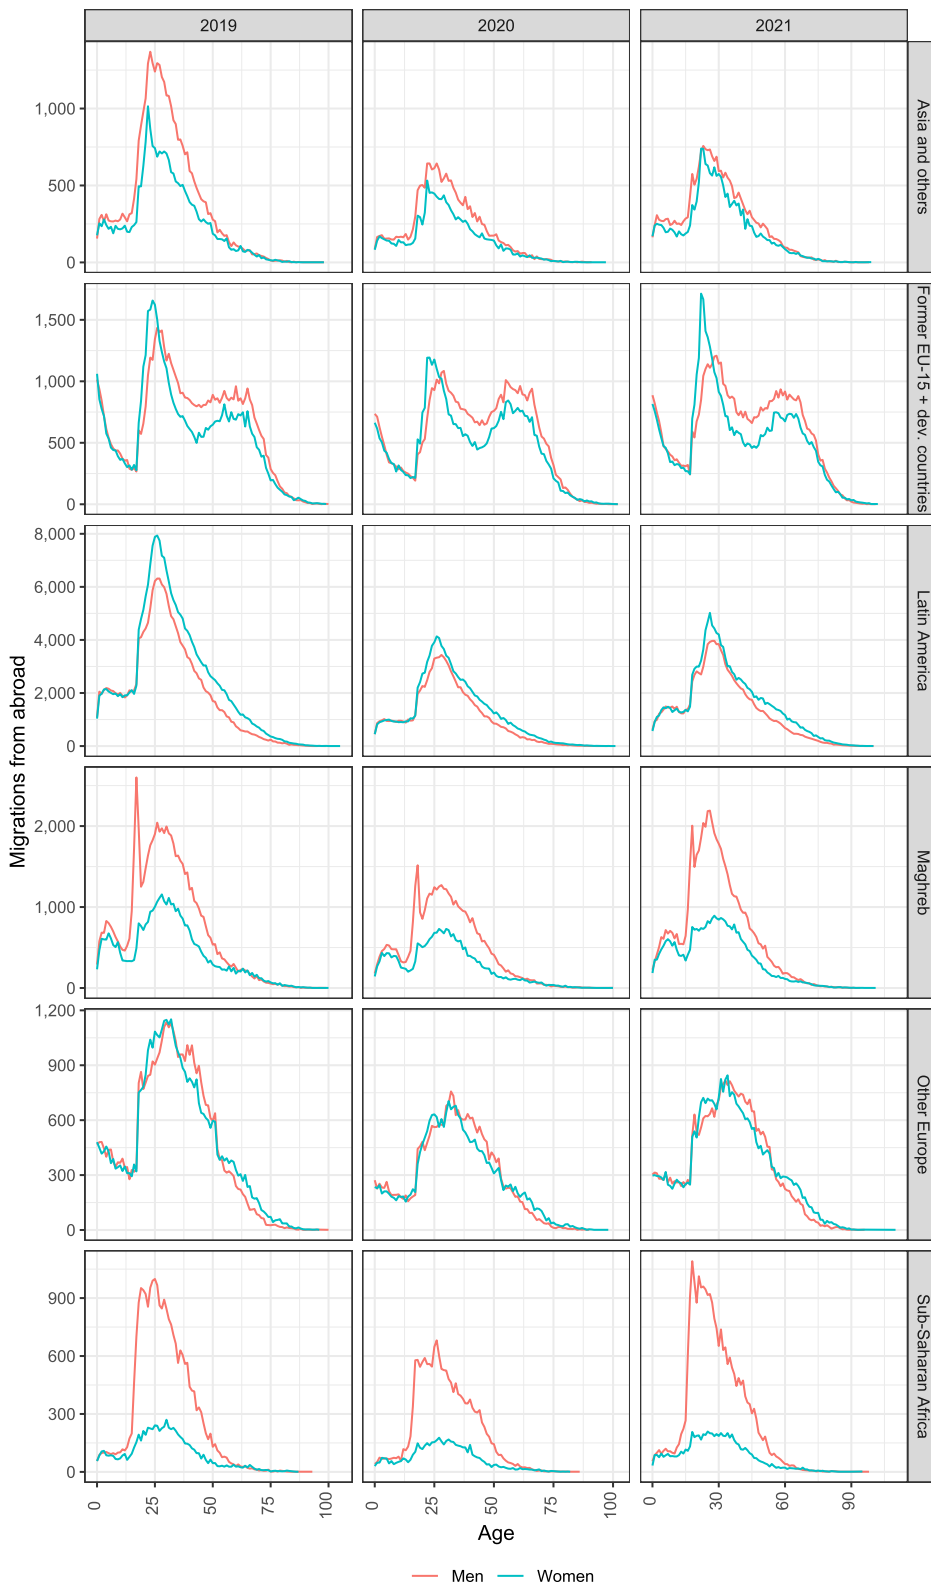 2019 2020 2021
Asia and others
1,000
500
0
Former EU-15 + dev. countries
1,500
1,000
500
0
Latin America
8,000
6,000
4,000
2,000
0
Migrations from abroad
Maghreb
2,000
1,000
0
Other Europe
1,200
900
600
300
0
Sub-Saharan Africa
900
600
300
0
0 25 50 75 100 0 25 50 75 100 0 30 60 90
Age
Men Women